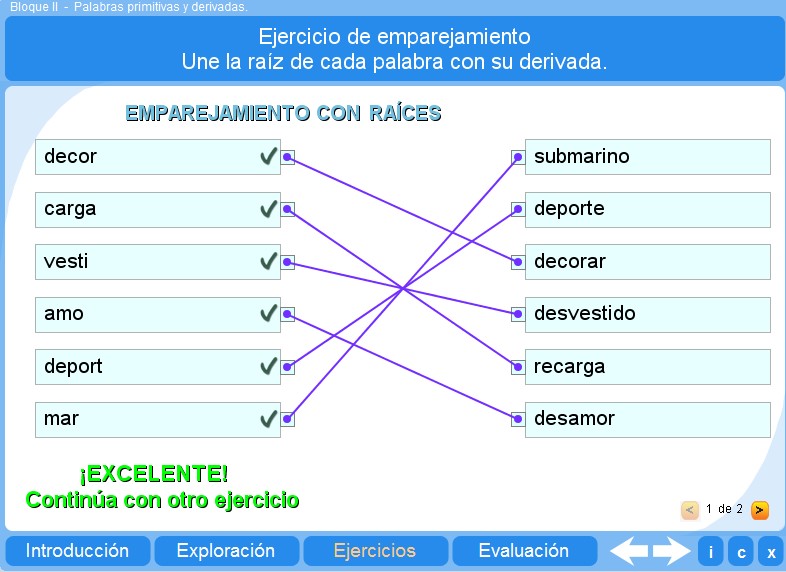 Bloque II - Palabras primitivas y derivadas.
Ejercicio de emparejamiento
Une la raíz de cada palabra con su derivada.
EMPAREJAMIENTO CON RAÍCES
decor
submarino
carga
deporte
vesti
decorar
amo
desvestido
deport
recarga
mar
desamor
¡EXCELENTE!
Continúa con otro ejercicio
< 1 de 2 >
Introducción Exploración Ejercicios Evaluación i c x